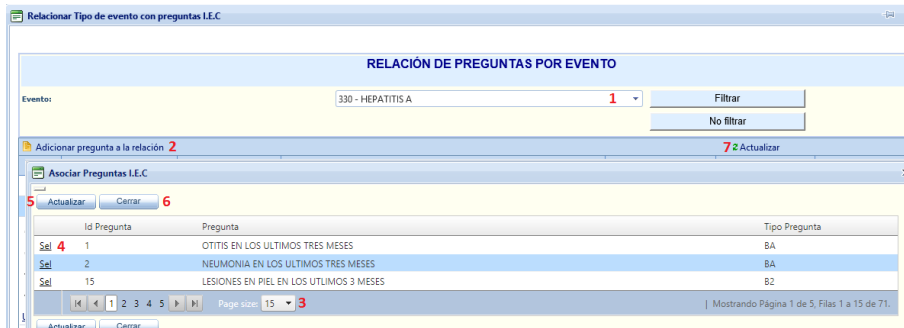 Relacionar Tipo de evento con preguntas I.E.C
RELACIÓN DE PREGUNTAS POR EVENTO
Evento: 330 - HEPATITIS A 1 Filtrar
No filtrar
Adicionar pregunta a la relación 2 7 Actualizar
Asociar Preguntas I.E.C
5 Actualizar Cerrar 6
Id Pregunta Pregunta Tipo Pregunta
Sel 4 1 OTITIS EN LOS ULTIMOS TRES MESES BA
Sel 2 NEUMONIA EN LOS ULTIMOS TRES MESES BA
Sel 15 LESIONES EN PIEL EN LOS UTLIMOS 3 MESES B2
1 2 3 4 5 Page size: 15 3 | Mostrando Página 1 de 5, Filas 1 a 15 de 71.
Actualizar Cerrar